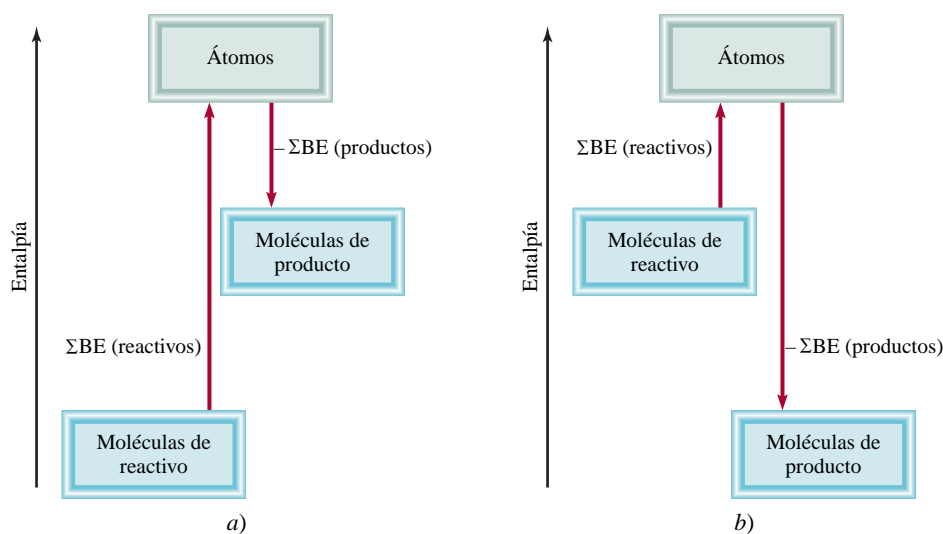 Átomos
– ΣBE (productos)
Moléculas de
producto
Entalpía
ΣBE (reactivos)
Moléculas de
reactivo
a)
Átomos
ΣBE (reactivos)
Moléculas de
reactivo
Entalpía
– ΣBE (productos)
Moléculas de
producto
b)